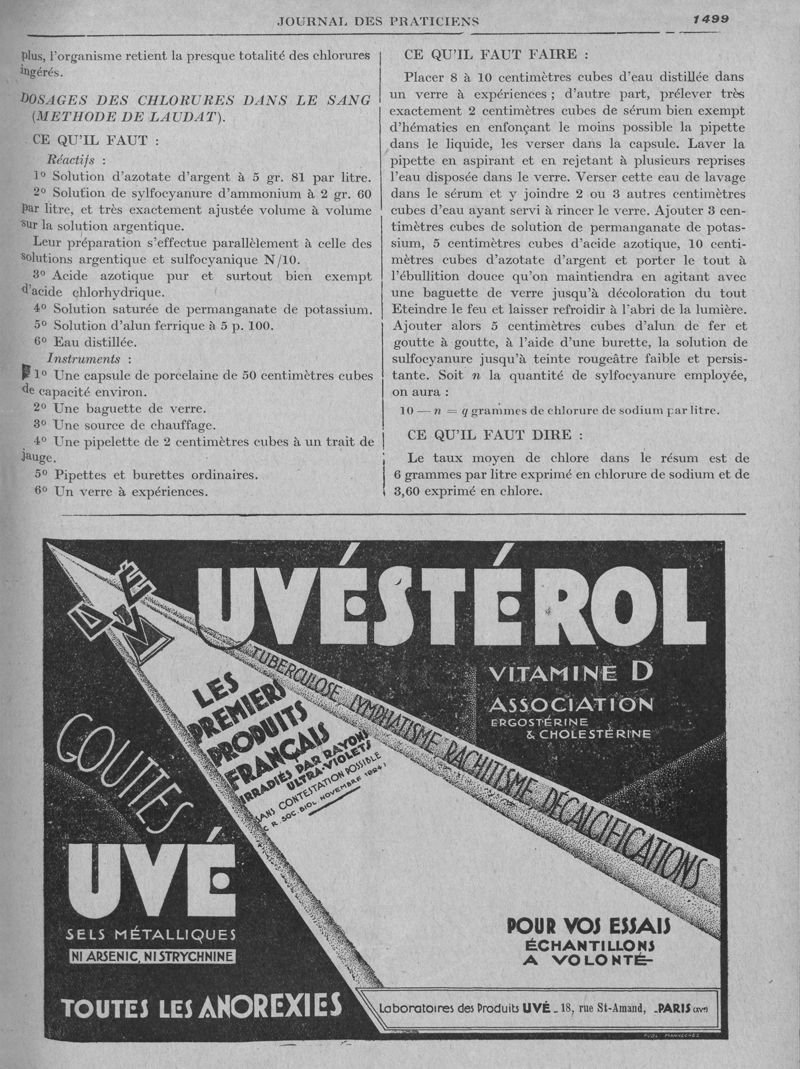 JOURNAL DES PRATICIENS
1499
plus, l'organisme retient la presque totalité des chlorures
ingérés.
DOSAGES DES CHLORURES DANS LE SANG
(METHODE DE LAUDAT).
CE QU'IL FAUT :
Réactifs :
1º Solution d'azotate d'argent à 5 gr. 81 par litre.
2º Solution de sylfocyanure d'ammonium à 2 gr. 60
par litre, et très exactement ajustée volume à volume
sur la solution argentique.
Leur préparation s'effectue parallèlement à celle des
solutions argentique et sulfocyanique N/10.
3º Acide azotique pur et surtout bien exempt
d'acide chlorhydrique.
4º Solution saturée de permanganate de potassium.
5º Solution d'alun ferrique à 5 p. 100.
6º Eau distillée.
Instruments :
1º Une capsule de porcelaine de 50 centimètres cubes
de capacité environ.
2º Une baguette de verre.
3º Une source de chauffage.
4º Une pipelette de 2 centimètres cubes à un trait de
jauge.
5º Pipettes et burettes ordinaires.
6º Un verre à expériences.
CE QU'IL FAUT FAIRE :
Placer 8 à 10 centimètres cubes d'eau distillée dans
un verre à expériences ; d'autre part, prélever très
exactement 2 centimètres cubes de sérum bien exempt
d'hématies en enfonçant le moins possible la pipette
dans le liquide, les verser dans la capsule. Laver la
pipette en aspirant et en rejetant à plusieurs reprises
l'eau disposée dans le verre. Verser cette eau de lavage
dans le sérum et y joindre 2 ou 3 autres centimètres
cubes d'eau ayant servi à rincer le verre. Ajouter 3 cen-
timètres cubes de solution de permanganate de potas-
sium, 5 centimètres cubes d'acide azotique, 10 centi-
mètres cubes d'azotate d'argent et porter le tout à
l'ébullition douce qu'on maintiendra en agitant avec
une baguette de verre jusqu'à décoloration du tout
Eteindre le feu et laisser refroidir à l'abri de la lumière.
Ajouter alors 5 centimètres cubes d'alun de fer et
goutte à goutte, à l'aide d'une burette, la solution de
sulfocyanure jusqu'à teinte rougeâtre faible et persis-
tante. Soit n la quantité de sylfocyanure employée,
on aura :
10 — n = q grammes de chlorure de sodium par litre.
CE QU'IL FAUT DIRE :
Le taux moyen de chlore dans le résum est de
6 grammes par litre exprimé en chlorure de sodium et de
3,60 exprimé en chlore.
UVÉ
UVÉSTÉROL
VITAMINE D
ASSOCIATION
ERGOSTÉRINE
& CHOLESTÉRINE
TUBERCULOSE, LYMPHATISME, RACHITISME, DÉCALCIFICATIONS
LES
PREMIERS
PRODUITS
FRANÇAIS
IRRADIÉS PAR RAYONS
ULTRA-VIOLETS
SANS CONTESTATION POSSIBLE
C. R. SOC. BIOL. NOVEMBRE 1924)
GOUTTES
UVÉ
SELS MÉTALLIQUES
NI ARSENIC, NI STRYCHNINE
TOUTES LES ANOREXIES
POUR VOS ESSAIS
ÉCHANTILLONS
A VOLONTÉ
Laboratoires des Produits UVÉ - 18, rue St-Amand, - PARIS (XVe)